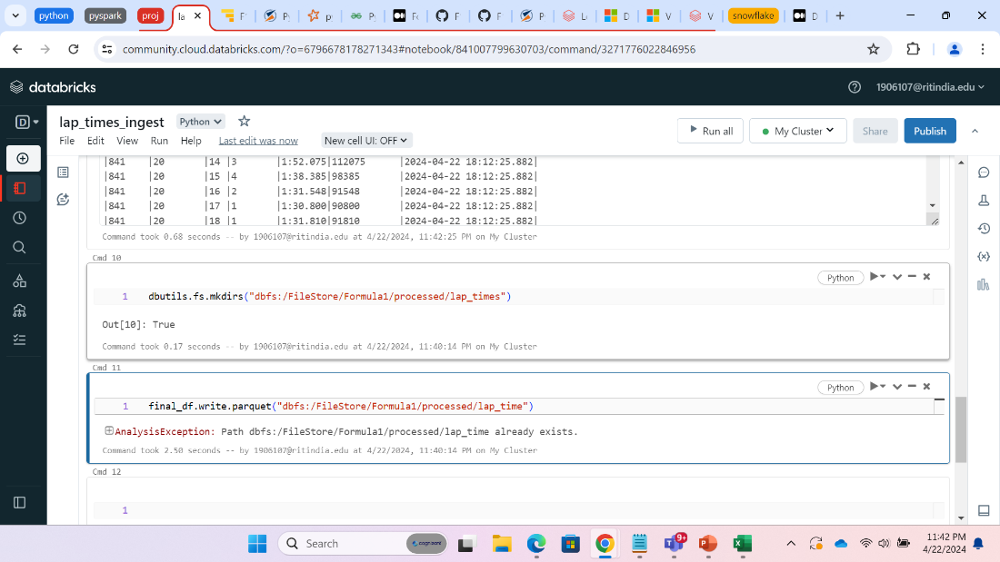 python
pyspark
proj
la
F
Py
p
Py
Fo
F
F
P
L
D
V
V
snowflake
D
community.cloud.databricks.com/?o=6796678178271343#notebook/841007799630703/command/3271776022846956
databricks
1906107@ritindia.edu
D
lap_times_ingest
Python
File Edit View Run Help Last edit was now New cell UI: OFF
Run all
My Cluster
Share
Publish
|841 |20 |14 |3 |1:52.075|112075 |2024-04-22 18:12:25.882|
|841 |20 |15 |4 |1:38.385|98385 |2024-04-22 18:12:25.882|
|841 |20 |16 |2 |1:31.548|91548 |2024-04-22 18:12:25.882|
|841 |20 |17 |1 |1:30.800|90800 |2024-04-22 18:12:25.882|
|841 |20 |18 |1 |1:31.810|91810 |2024-04-22 18:12:25.882|
Command took 0.68 seconds -- by 1906107@ritindia.edu at 4/22/2024, 11:42:25 PM on My Cluster
Cmd 10
Python
1 dbutils.fs.mkdirs("dbfs:/FileStore/Formula1/processed/lap_times")
Out[10]: True
Command took 0.17 seconds -- by 1906107@ritindia.edu at 4/22/2024, 11:40:14 PM on My Cluster
Cmd 11
Python
1 final_df.write.parquet("dbfs:/FileStore/Formula1/processed/lap_time")
AnalysisException: Path dbfs:/FileStore/Formula1/processed/lap_time already exists.
Command took 2.50 seconds -- by 1906107@ritindia.edu at 4/22/2024, 11:40:14 PM on My Cluster
Cmd 12
1
Search
cognizant
9+
11:42 PM
4/22/2024